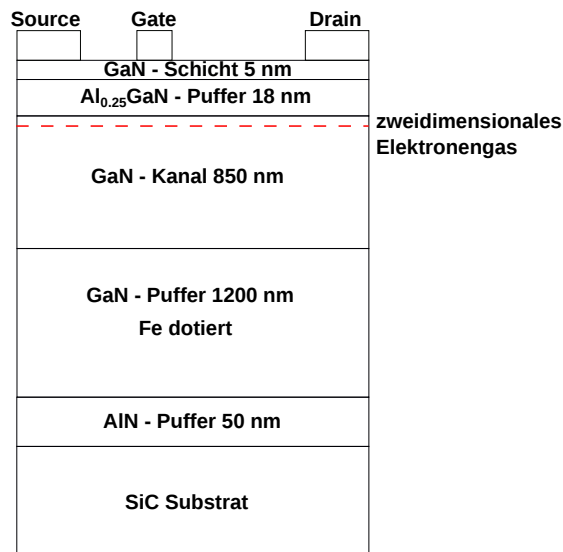 Source Gate Drain
GaN - Schicht 5 nm
Al0.25GaN - Puffer 18 nm
zweidimensionales
Elektronengas
GaN - Kanal 850 nm
GaN - Puffer 1200 nm
Fe dotiert
AlN - Puffer 50 nm
SiC Substrat